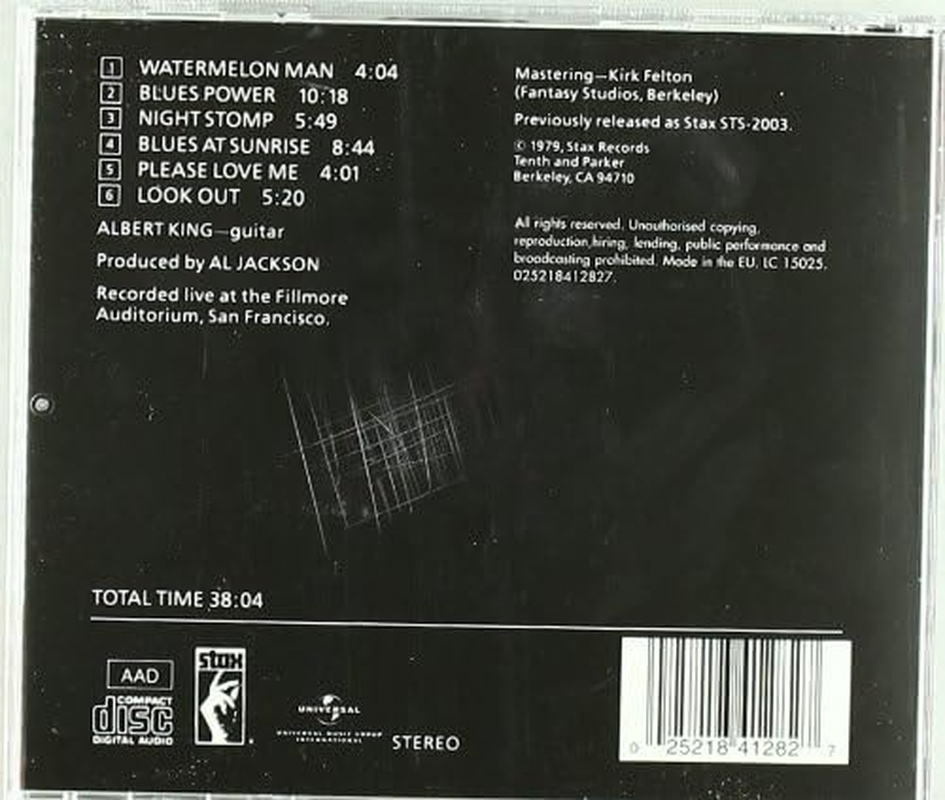 1 WATERMELON MAN 4:04
2 BLUES POWER 10:18
3 NIGHT STOMP 5:49
4 BLUES AT SUNRISE 8:44
5 PLEASE LOVE ME 4:01
6 LOOK OUT 5:20
ALBERT KING—guitar
Produced by AL JACKSON
Recorded live at the Fillmore
Auditorium, San Francisco.
Mastering—Kirk Felton
(Fantasy Studios, Berkeley)
Previously released as Stax STS-2003.
© 1979, Stax Records
Tenth and Parker
Berkeley, CA 94710
All rights reserved. Unauthorised copying,
reproduction,hiring, lending, public performance and
broadcasting prohibited. Made in the EU. LC 15025.
025218412827.
TOTAL TIME 38:04
AAD
COMPACT
disc
DIGITAL AUDIO
stax
UNIVERSAL
UNIVERSAL MUSIC GROUP
INTERNATIONAL
STEREO
0 25218 41282 7